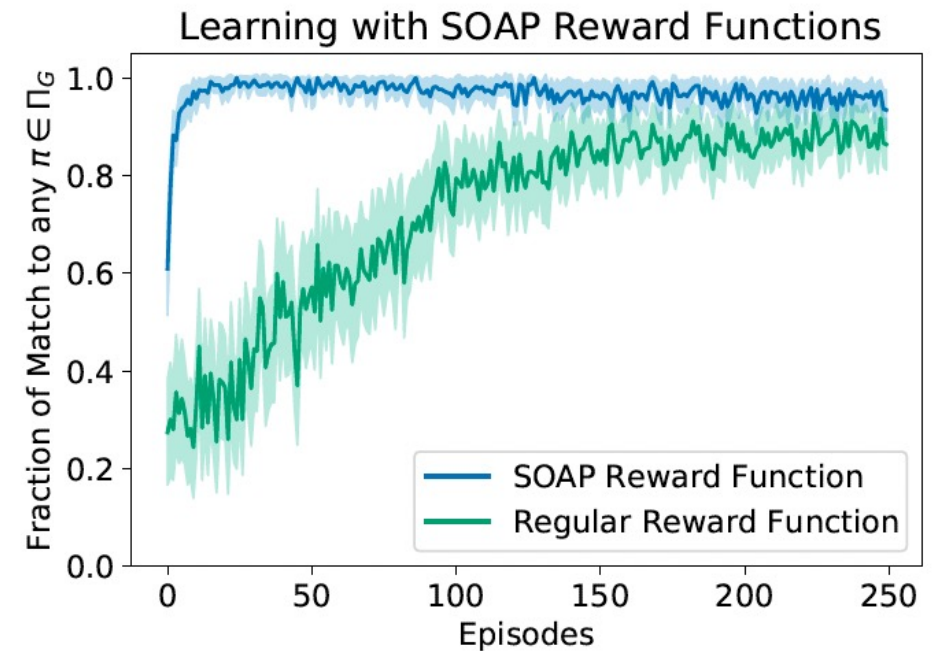 Learning with SOAP Reward Functions
Fraction of Match to any π ∈ Π_G
1.0
0.8
0.6
0.4
0.2
0.0
SOAP Reward Function
Regular Reward Function
0 50 100 150 200 250
Episodes